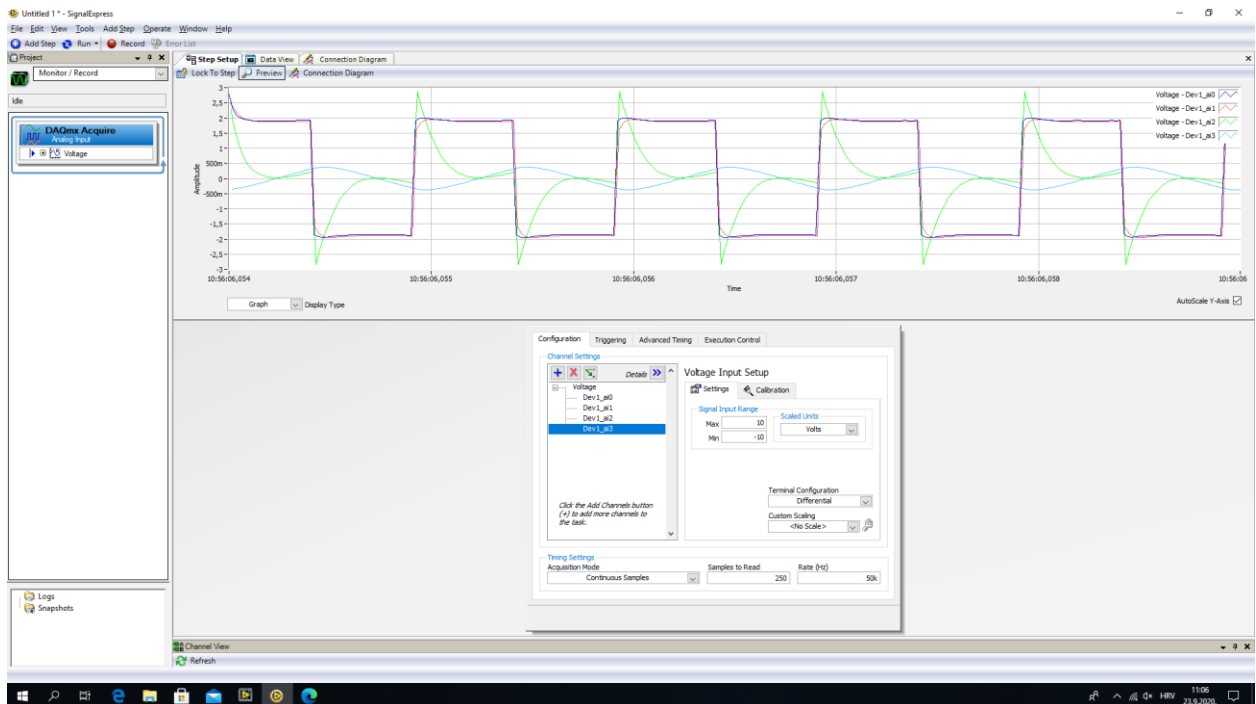 Untitled 1 * - SignalExpress
File Edit View Tools Add Step Operate Window Help
Add Step Run Record Error List
Project
Monitor / Record
Idle
DAQmx Acquire
Analog Input
Voltage
Logs
Snapshots
Step Setup Data View Connection Diagram
Lock To Step Preview Connection Diagram
Amplitude
3
2,5
2
1,5
1
500m
0
-500m
-1
-1,5
-2
-2,5
-3
10:56:06,054 10:56:06,055 10:56:06,056 10:56:06,057 10:56:06,058 10:56:06
Time
Voltage - Dev1_ai0
Voltage - Dev1_ai1
Voltage - Dev1_ai2
Voltage - Dev1_ai3
Graph Display Type
AutoScale Y-Axis
Configuration Triggering Advanced Timing Execution Control
Channel Settings
Details
Voltage
Dev1_ai0
Dev1_ai1
Dev1_ai2
Dev1_ai3
Click the Add Channels button
(+) to add more channels to
the task.
Voltage Input Setup
Settings Calibration
Signal Input Range
Max 10
Min -10
Scaled Units
Volts
Terminal Configuration
Differential
Custom Scaling
<No Scale>
Timing Settings
Acquisition Mode Samples to Read Rate (Hz)
Continuous Samples 250 50k
Channel View
Refresh
HRV
11:06
23.9.2020.